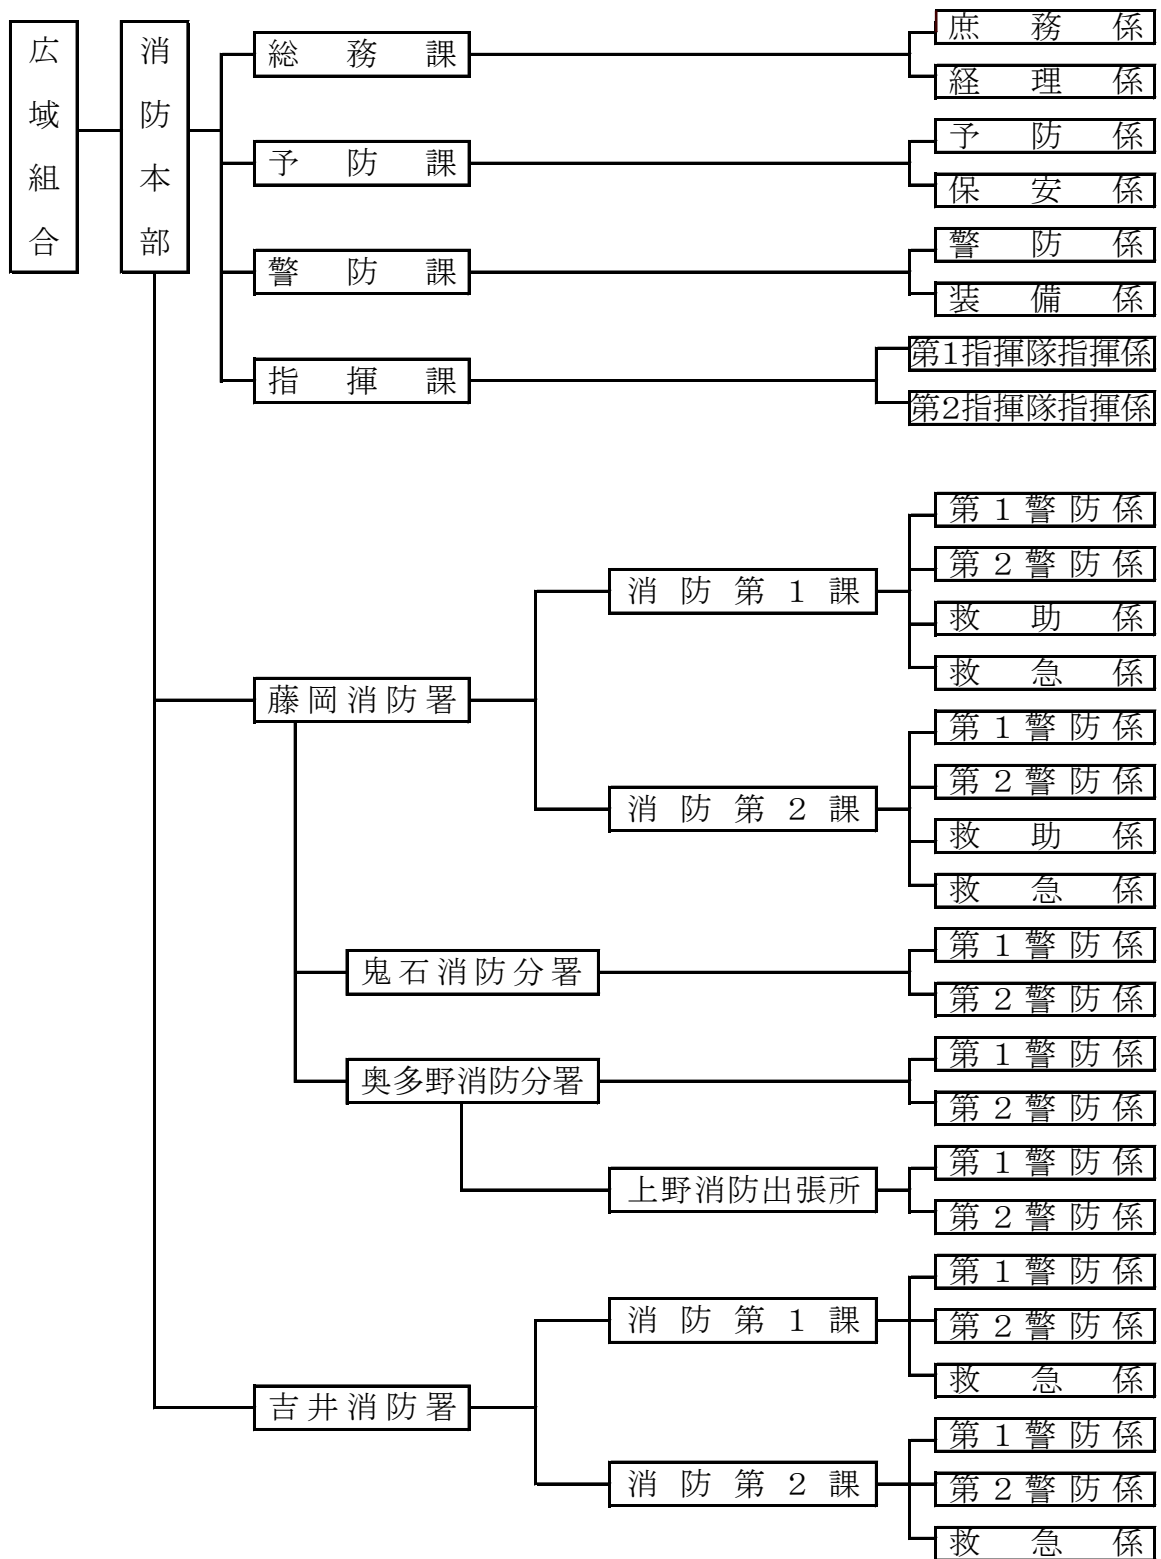 広域組合
消防本部
総務課
庶務係
経理係
予防課
予防係
保安係
警防課
警防係
装備係
指揮課
第1指揮隊指揮係
第2指揮隊指揮係
藤岡消防署
消防第1課
第1警防係
第2警防係
救助係
救急係
消防第2課
第1警防係
第2警防係
救助係
救急係
鬼石消防分署
第1警防係
第2警防係
奥多野消防分署
第1警防係
第2警防係
上野消防出張所
第1警防係
第2警防係
吉井消防署
消防第1課
第1警防係
第2警防係
救急係
消防第2課
第1警防係
第2警防係
救急係